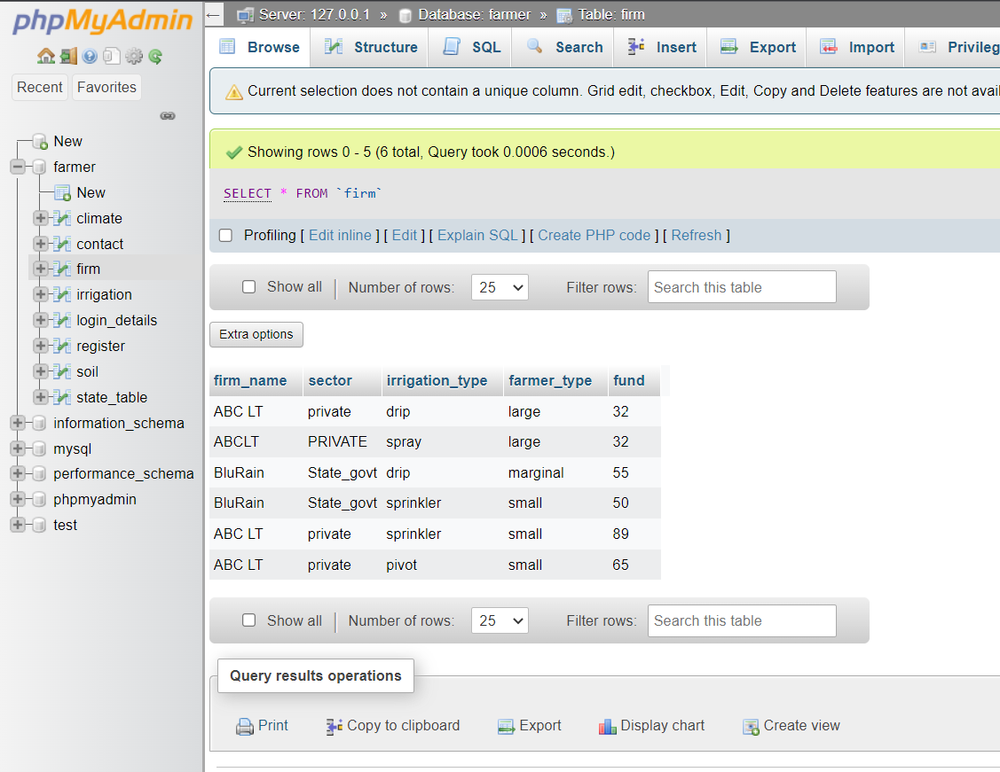 phpMyAdmin
Recent Favorites
New
farmer
New
climate
contact
firm
irrigation
login_details
register
soil
state_table
information_schema
mysql
performance_schema
phpmyadmin
test
Server: 127.0.0.1 » Database: farmer » Table: firm
Browse Structure SQL Search Insert Export Import Privileg
Current selection does not contain a unique column. Grid edit, checkbox, Edit, Copy and Delete features are not avai
Showing rows 0 - 5 (6 total, Query took 0.0006 seconds.)
SELECT * FROM `firm`
Profiling [ Edit inline ] [ Edit ] [ Explain SQL ] [ Create PHP code ] [ Refresh ]
Show all | Number of rows: 25 Filter rows: Search this table
Extra options
firm_name sector irrigation_type farmer_type fund
ABC LT private drip large 32
ABCLT PRIVATE spray large 32
BluRain State_govt drip marginal 55
BluRain State_govt sprinkler small 50
ABC LT private sprinkler small 89
ABC LT private pivot small 65
Show all | Number of rows: 25 Filter rows: Search this table
Query results operations
Print Copy to clipboard Export Display chart Create view